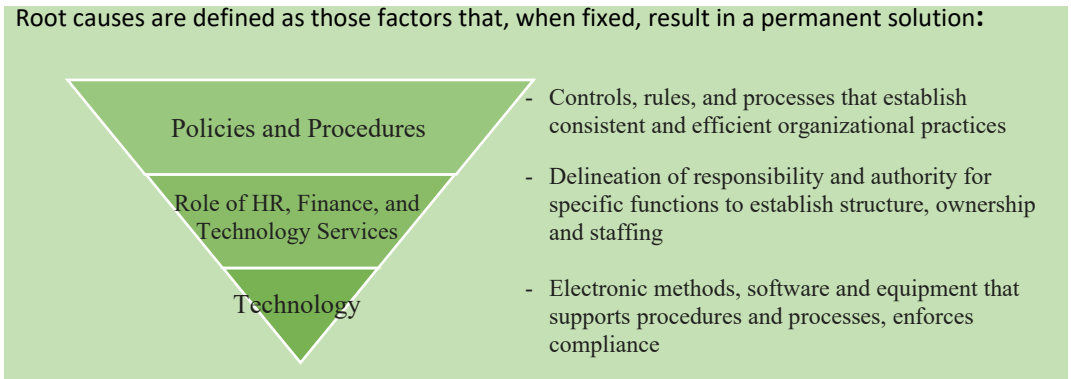 Root causes are defined as those factors that, when fixed, result in a permanent solution:
Policies and Procedures
- Controls, rules, and processes that establish
consistent and efficient organizational practices
Role of HR, Finance, and
Technology Services
- Delineation of responsibility and authority for
specific functions to establish structure, ownership
and staffing
Technology
- Electronic methods, software and equipment that
supports procedures and processes, enforces
compliance